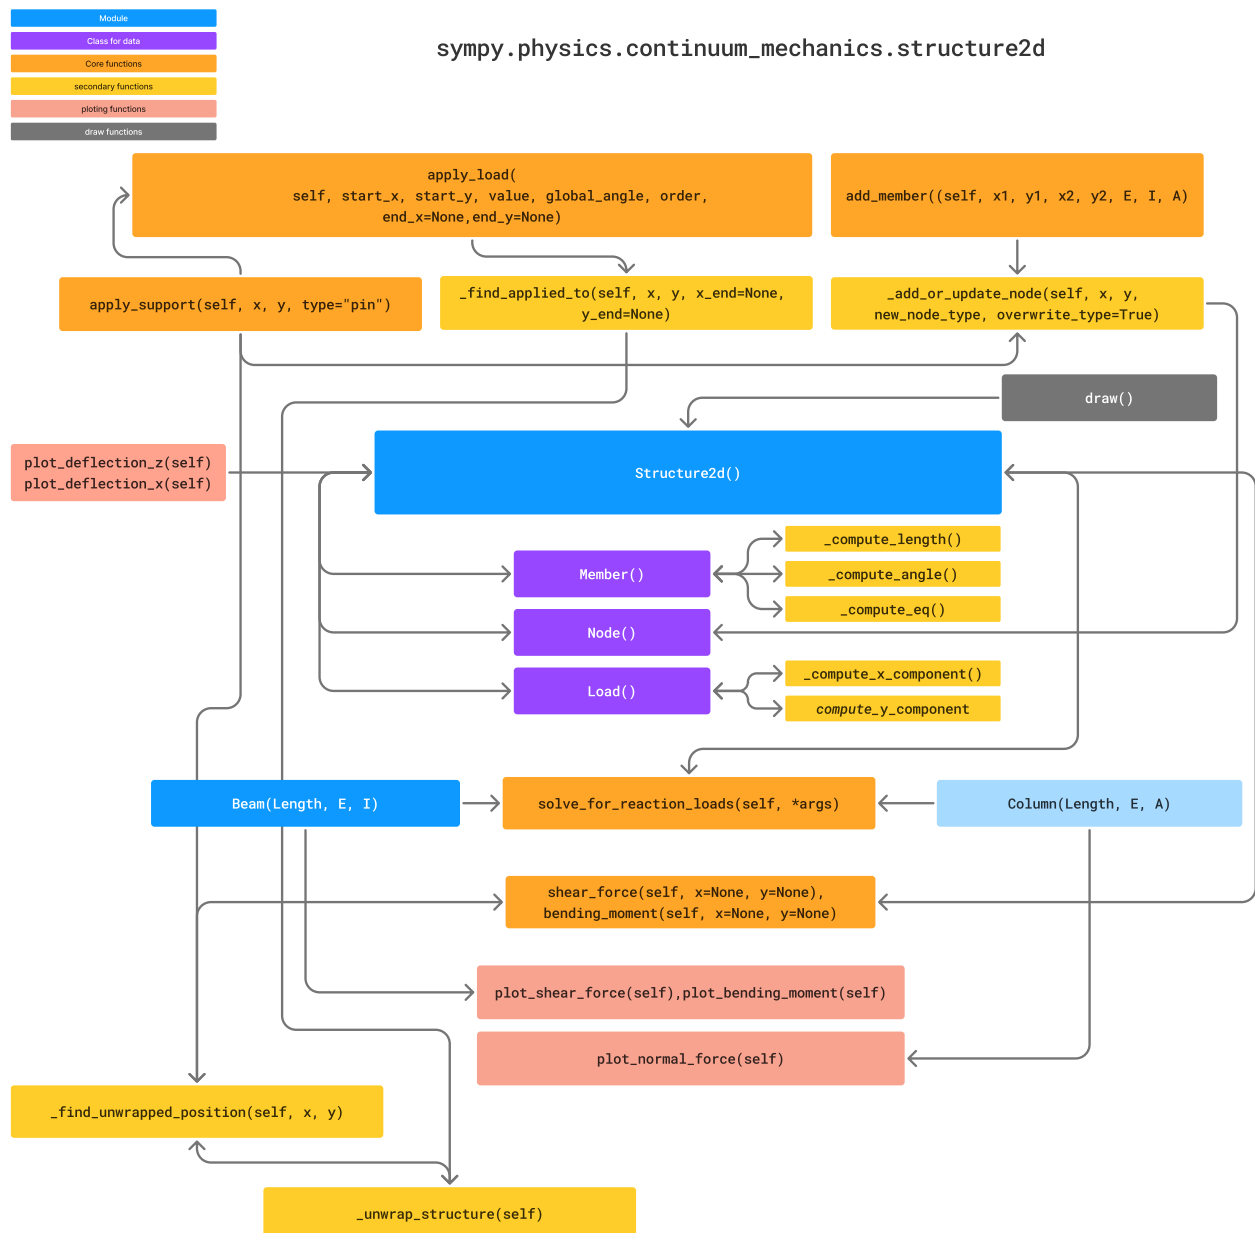 Module
Class for data
Core functions
secondary functions
ploting functions
draw functions
sympy.physics.continuum_mechanics.structure2d
apply_load(
self, start_x, start_y, value, global_angle, order,
end_x=None,end_y=None)
add_member((self, x1, y1, x2, y2, E, I, A)
apply_support(self, x, y, type="pin")
_find_applied_to(self, x, y, x_end=None,
y_end=None)
_add_or_update_node(self, x, y,
new_node_type, overwrite_type=True)
draw()
plot_deflection_z(self)
plot_deflection_x(self)
Structure2d()
_compute_length()
Member()
_compute_angle()
_compute_eq()
Node()
_compute_x_component()
Load()
compute_y_component
Beam(Length, E, I)
solve_for_reaction_loads(self, *args)
Column(Length, E, A)
shear_force(self, x=None, y=None),
bending_moment(self, x=None, y=None)
plot_shear_force(self),plot_bending_moment(self)
plot_normal_force(self)
_find_unwrapped_position(self, x, y)
_unwrap_structure(self)